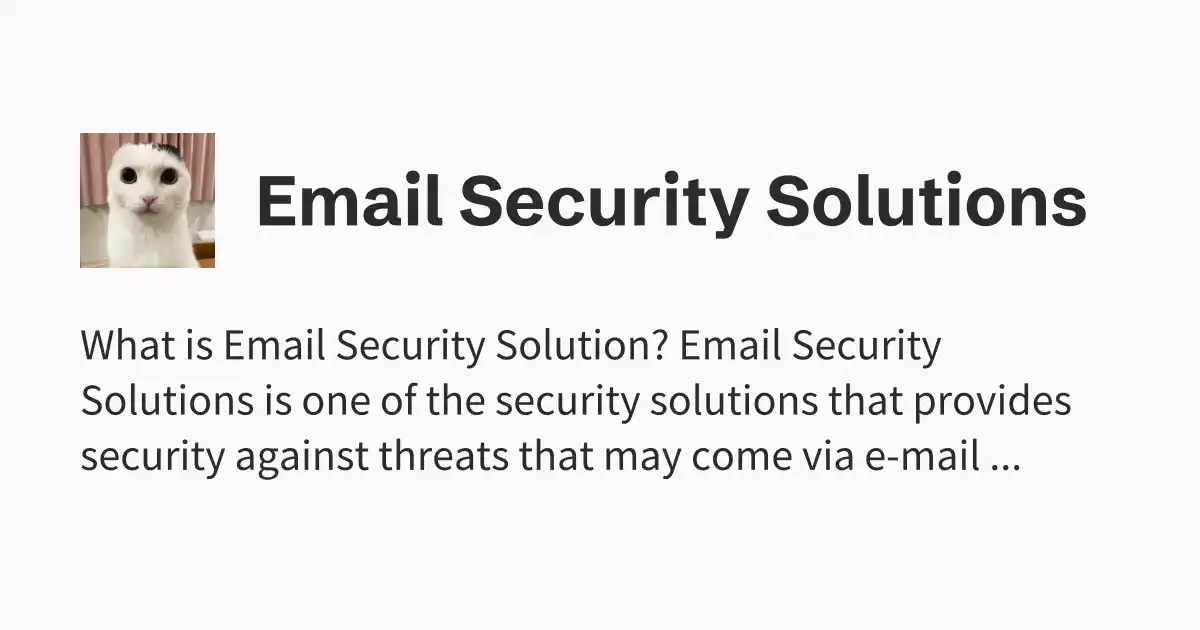 Email Security Solutions
What is Email Security Solution? Email Security
Solutions is one of the security solutions that provides
security against threats that may come via e-mail ...